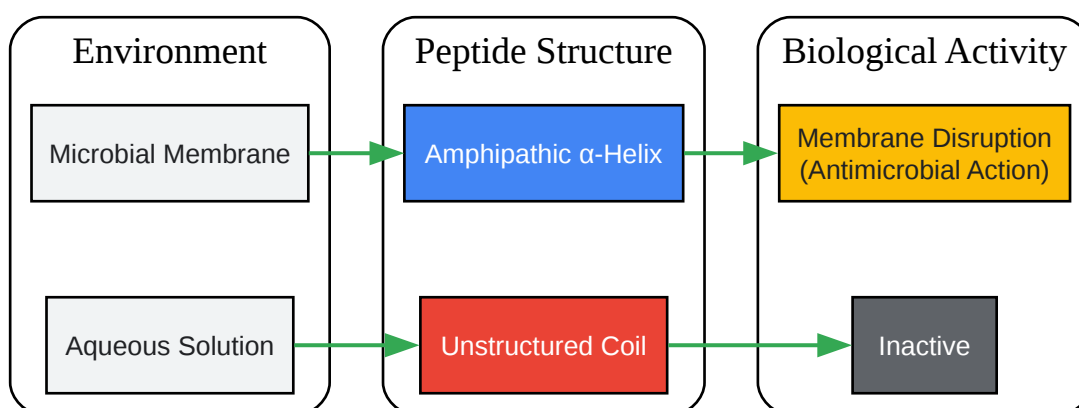 Environment
Peptide Structure
Biological Activity
Microbial Membrane
Amphipathic α-Helix
Membrane Disruption
(Antimicrobial Action)
Aqueous Solution
Unstructured Coil
Inactive